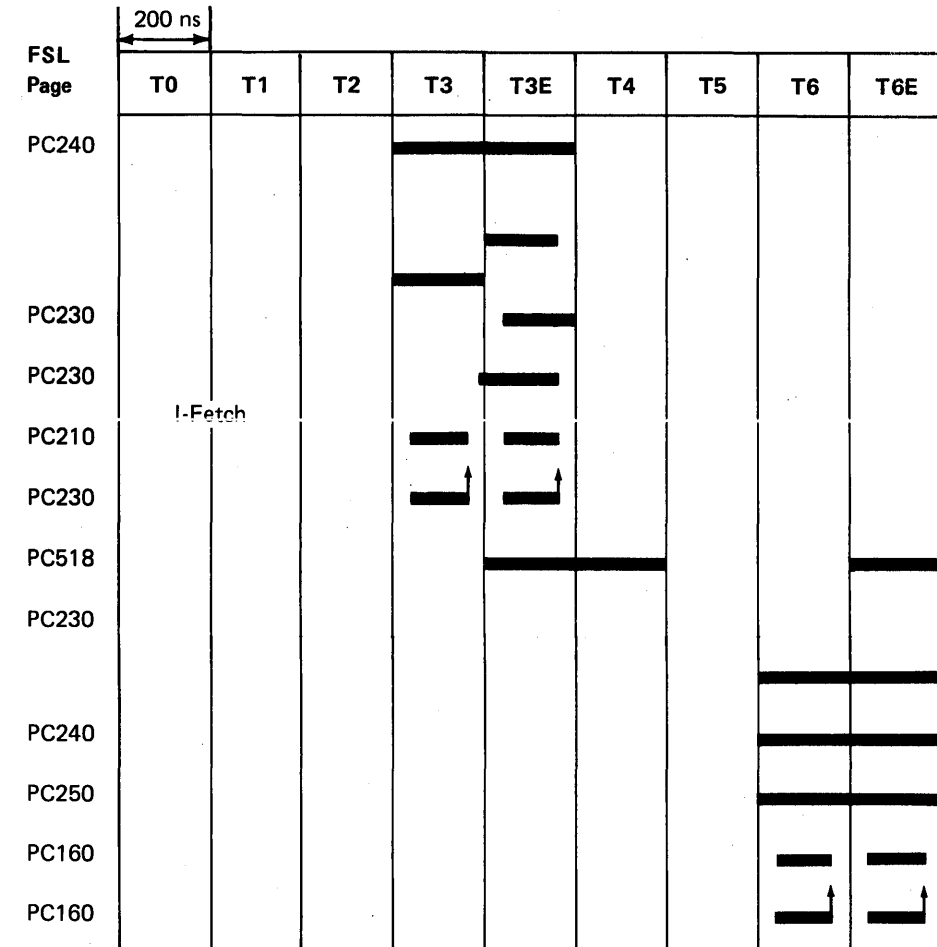 200 ns
FSL
Page T0 T1 T2 T3 T3E T4 T5 T6 T6E
PC240
PC230
PC230
I-Fetch
PC210
PC230
PC518
PC230
PC240
PC250
PC160
PC160